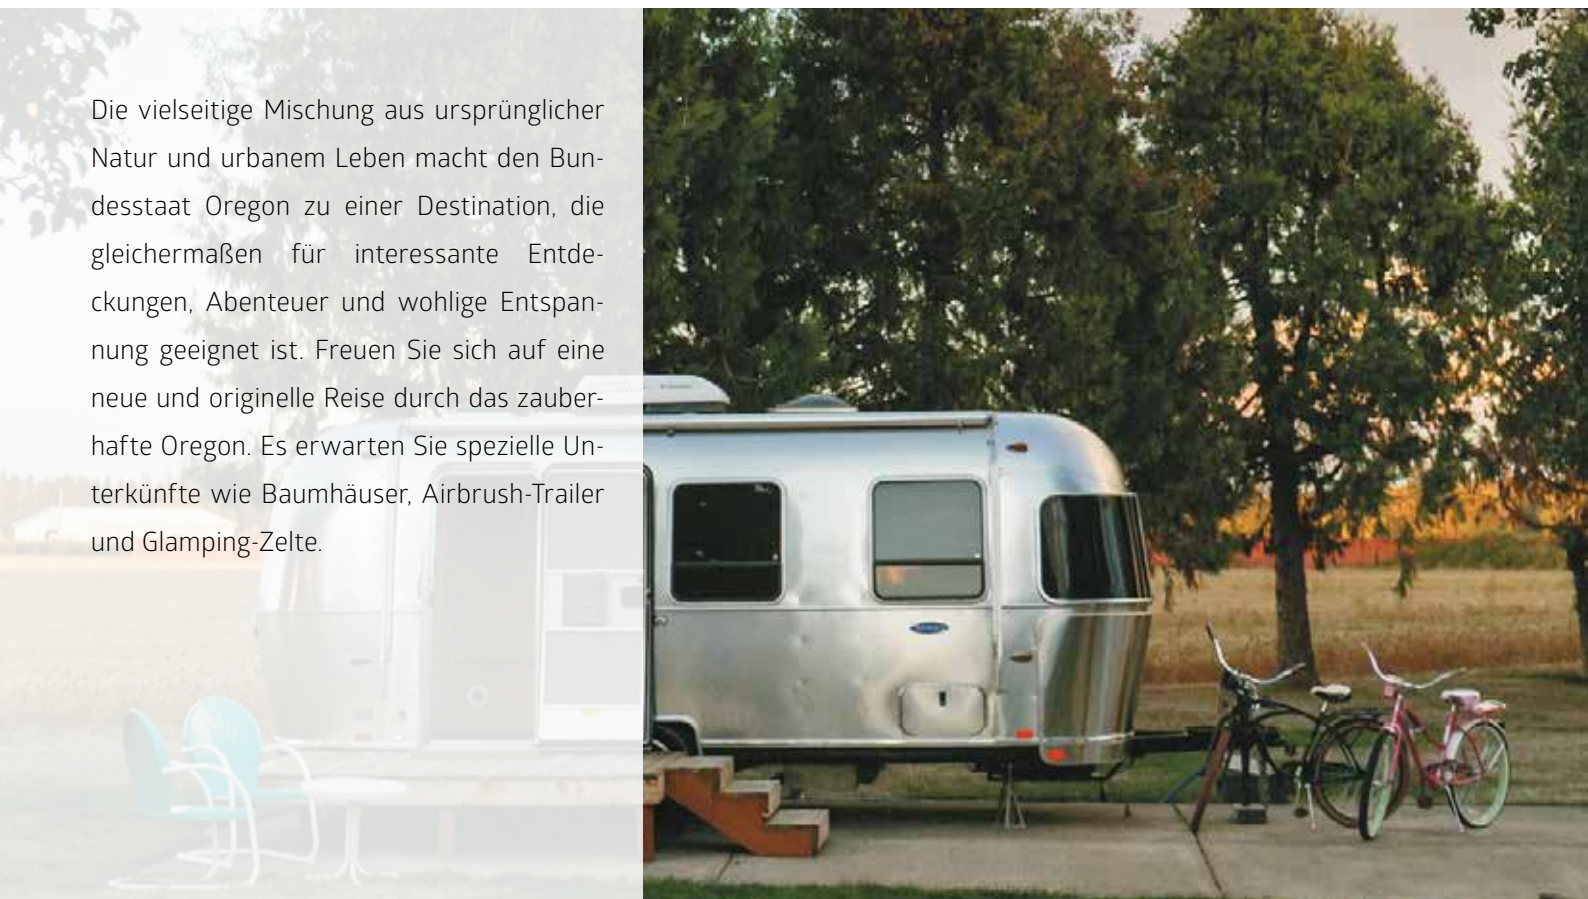 Die vielseitige Mischung aus ursprünglicher
Natur und urbanem Leben macht den Bun-
desstaat Oregon zu einer Destination, die
gleichermaßen für interessante Entde-
ckungen, Abenteuer und wohlige Entspan-
nung geeignet ist. Freuen Sie sich auf eine
neue und originelle Reise durch das zauber-
hafte Oregon. Es erwarten Sie spezielle Un-
terkünfte wie Baumhäuser, Airbrush-Trailer
und Glamping-Zelte.